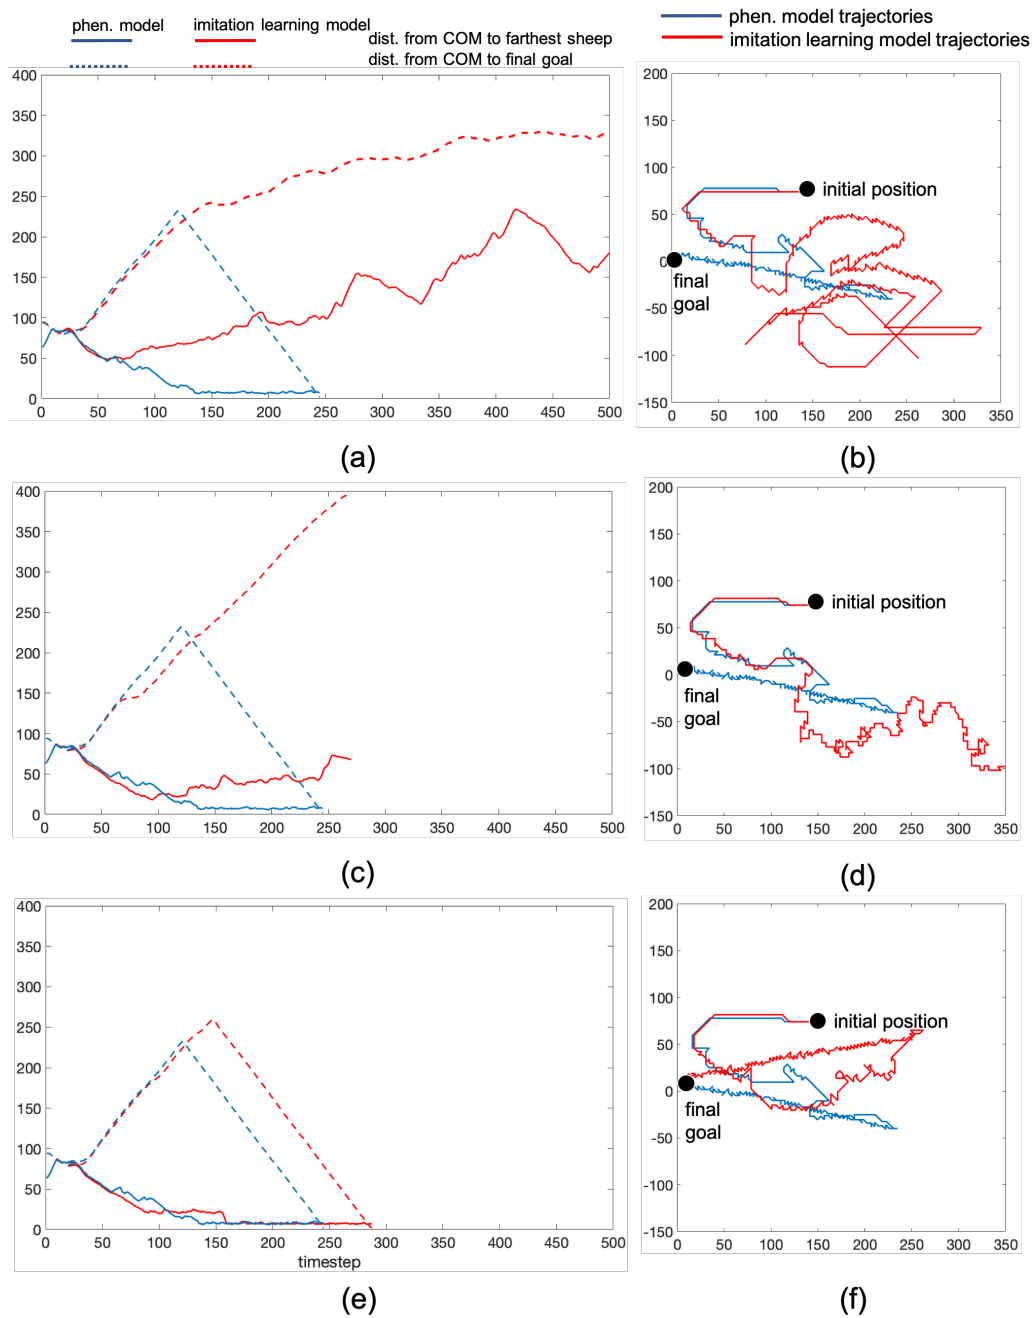 phen. model
imitation learning model
dist. from COM to farthest sheep
dist. from COM to final goal
phen. model trajectories
imitation learning model trajectories
400
350
300
250
200
150
100
50
0
0 50 100 150 200 250 300 350 400 450 500
(a)
200
150
100
50
0
-50
-100
-150
0 50 100 150 200 250 300 350
initial position
final
goal
(b)
400
350
300
250
200
150
100
50
0
0 50 100 150 200 250 300 350 400 450 500
(c)
200
150
100
50
0
-50
-100
-150
0 50 100 150 200 250 300 350
initial position
final
goal
(d)
400
350
300
250
200
150
100
50
0
0 50 100 150 200 250 300 350 400 450 500
timestep
(e)
200
150
100
50
0
-50
-100
-150
0 50 100 150 200 250 300 350
initial position
final
goal
(f)